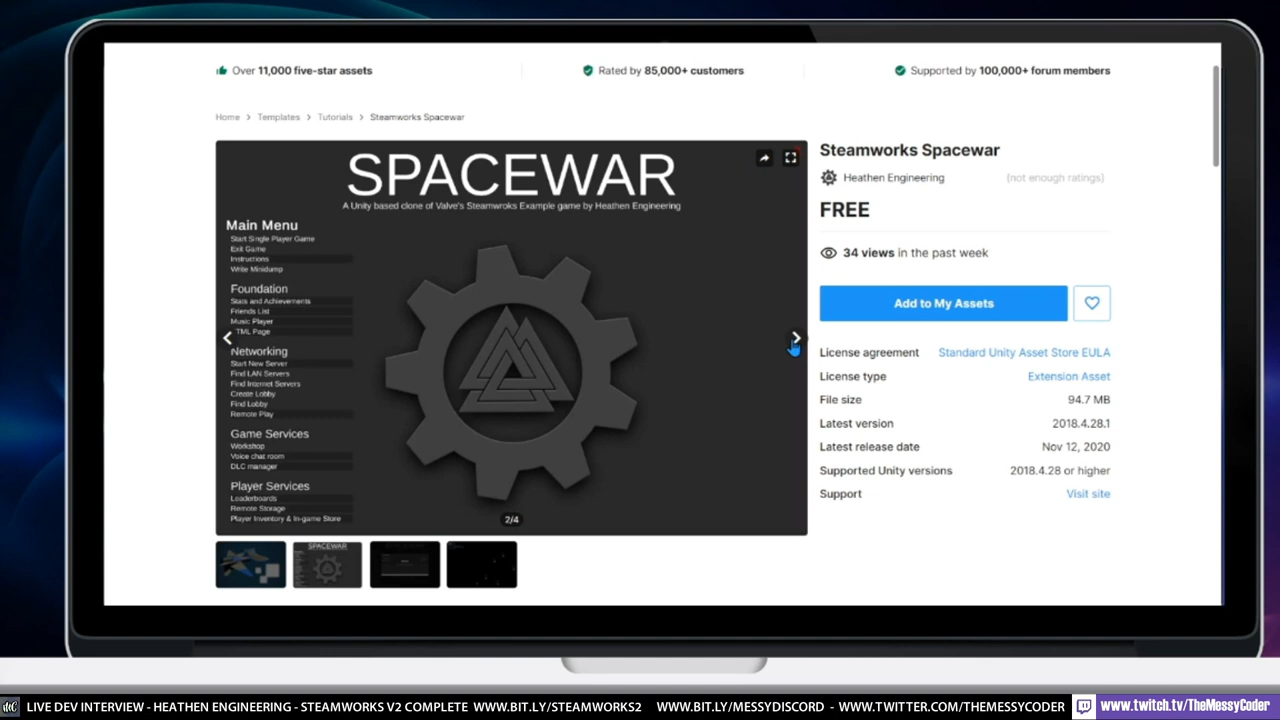 Over 11,000 five-star assets
Rated by 85,000+ customers
Supported by 100,000+ forum members
Home > Templates > Tutorials > Steamworks Spacewar
SPACEWAR
A Unity based clone of Valve's Steamwroks Example game by Heathen Engineering
Main Menu
Start Single Player Game
Exit Game
Instructions
Write Minidump
Foundation
Stats and Achievements
Friends List
Music Player
TML Page
Networking
Start New Server
Find LAN Servers
Find Internet Servers
Create Lobby
Find Lobby
Remote Play
Game Services
Workshop
Voice chat room
DLC manager
Player Services
Leaderboards
Remote Storage
Player Inventory & In-game Store
2/4
SPACEWAR
Steamworks Spacewar
Heathen Engineering (not enough ratings)
FREE
34 views in the past week
Add to My Assets
License agreement Standard Unity Asset Store EULA
License type Extension Asset
File size 94.7 MB
Latest version 2018.4.28.1
Latest release date Nov 12, 2020
Supported Unity versions 2018.4.28 or higher
Support Visit site
LIVE DEV INTERVIEW - HEATHEN ENGINEERING - STEAMWORKS V2 COMPLETE WWW.BIT.LY/STEAMWORKS2 WWW.BIT.LY/MESSYDISCORD - WWW.TWITTER.COM/THEMESSYCODER www.twitch.tv/TheMessyCoder